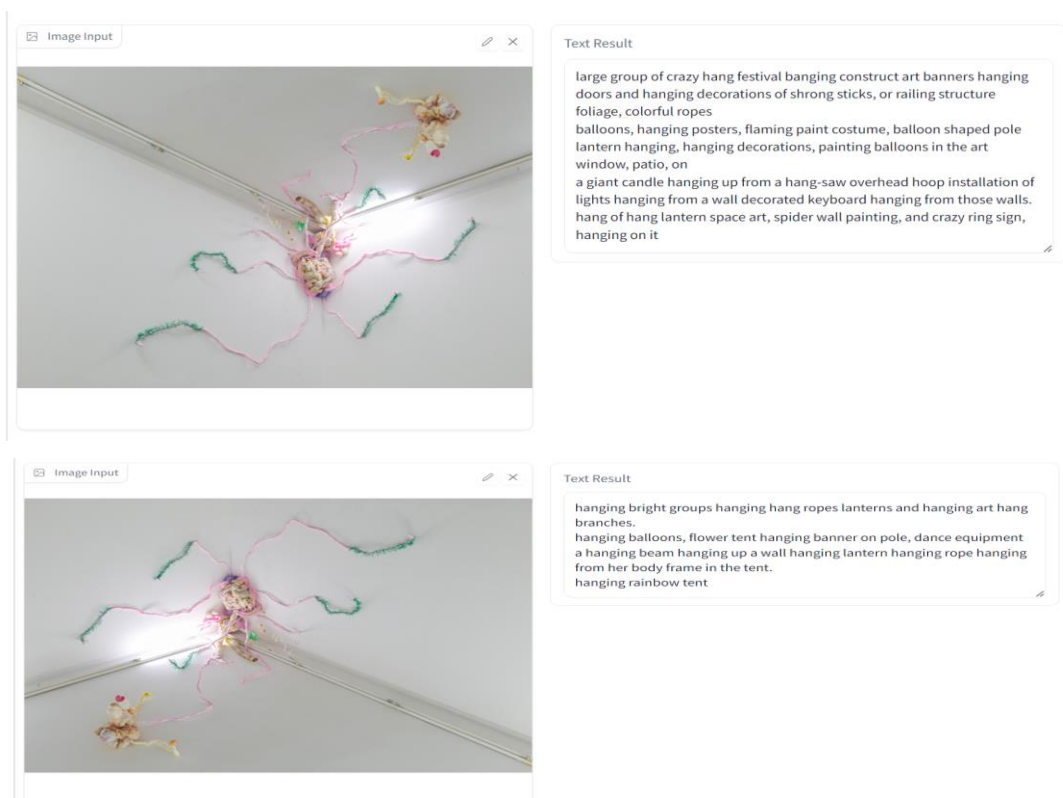 Image Input
Text Result
large group of crazy hang festival banging construct art banners hanging
doors and hanging decorations of shrong sticks, or railing structure
foliage, colorful ropes
balloons, hanging posters, flaming paint costume, balloon shaped pole
lantern hanging, hanging decorations, painting balloons in the art
window, patio, on
a giant candle hanging up from a hang-saw overhead hoop installation of
lights hanging from a wall decorated keyboard hanging from those walls.
hang of hang lantern space art, spider wall painting, and crazy ring sign,
hanging on it
Image Input
Text Result
hanging bright groups hanging hang ropes lanterns and hanging art hang
branches.
hanging balloons, flower tent hanging banner on pole, dance equipment
a hanging beam hanging up a wall hanging lantern hanging rope hanging
from her body frame in the tent.
hanging rainbow tent